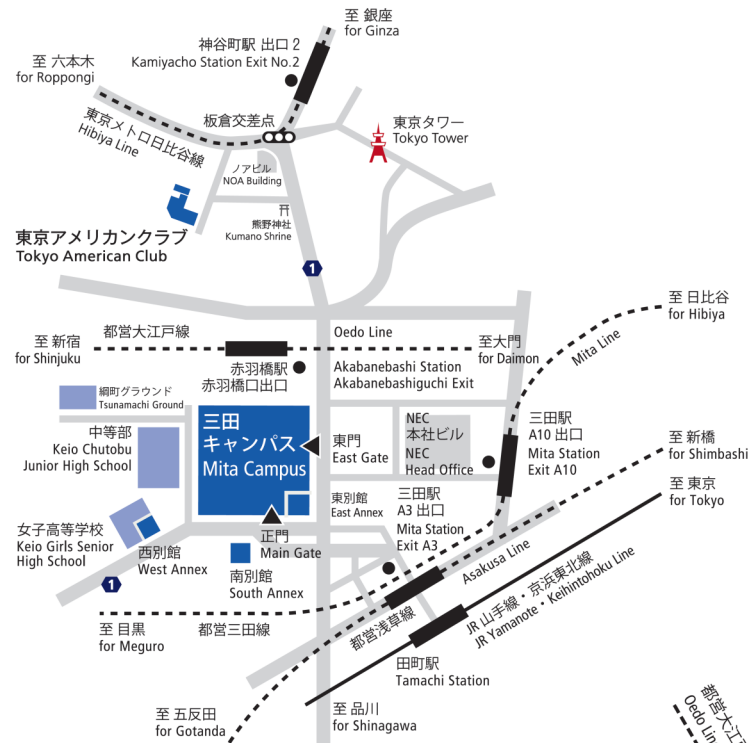 至 銀座
for Ginza
神谷町駅 出口 2
Kamiyacho Station Exit No.2
至 六本木
for Roppongi
東京メトロ日比谷線
Hibiya Line
板倉交差点
東京タワー
Tokyo Tower
ノアビル
NOA Building
熊野神社
Kumano Shrine
東京アメリカンクラブ
Tokyo American Club
1
至 日比谷
for Hibiya
Mita Line
至 新宿
for Shinjuku
都営大江戸線
Oedo Line
至大門
for Daimon
赤羽橋駅
赤羽橋口出口
Akabanebashi Station
Akabanebashiguchi Exit
綱町グラウンド
Tsunamachi Ground
中等部
Keio Chutobu
Junior High School
三田
キャンパス
Mita Campus
東門
East Gate
NEC
本社ビル
NEC
Head Office
三田駅
A10 出口
Mita Station
Exit A10
至 新橋
for Shimbashi
至 東京
for Tokyo
東別館
East Annex
三田駅
A3 出口
Mita Station
Exit A3
女子高等学校
Keio Girls Senior
High School
西別館
West Annex
正門
Main Gate
南別館
South Annex
1
Asakusa Line
都営浅草線
JR 山手線・京浜東北線
JR Yamanote・Keihintohoku Line
至 目黒
for Meguro
都営三田線
田町駅
Tamachi Station
至 五反田
for Gotanda
至 品川
for Shinagawa
都営大江
Oedo Lin